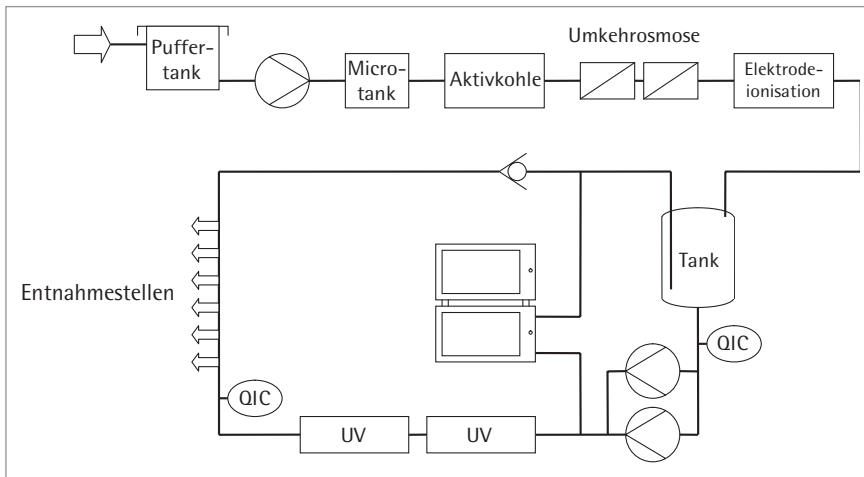 Puffer-
tank
Micro-
tank
Aktivkohle
Umkehrosmose
Elektrode-
ionisation
Tank
Entnahmestellen
QIC
QIC
UV
UV